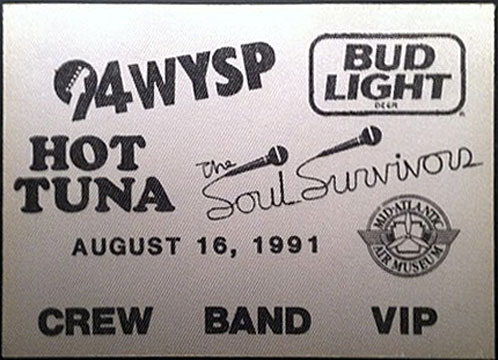 94WYSP
BUD
LIGHT
BEER
HOT
TUNA
The
Soul Survivors
AUGUST 16, 1991
MID-ATLANTIC
AIR MUSEUM
CREW BAND VIP